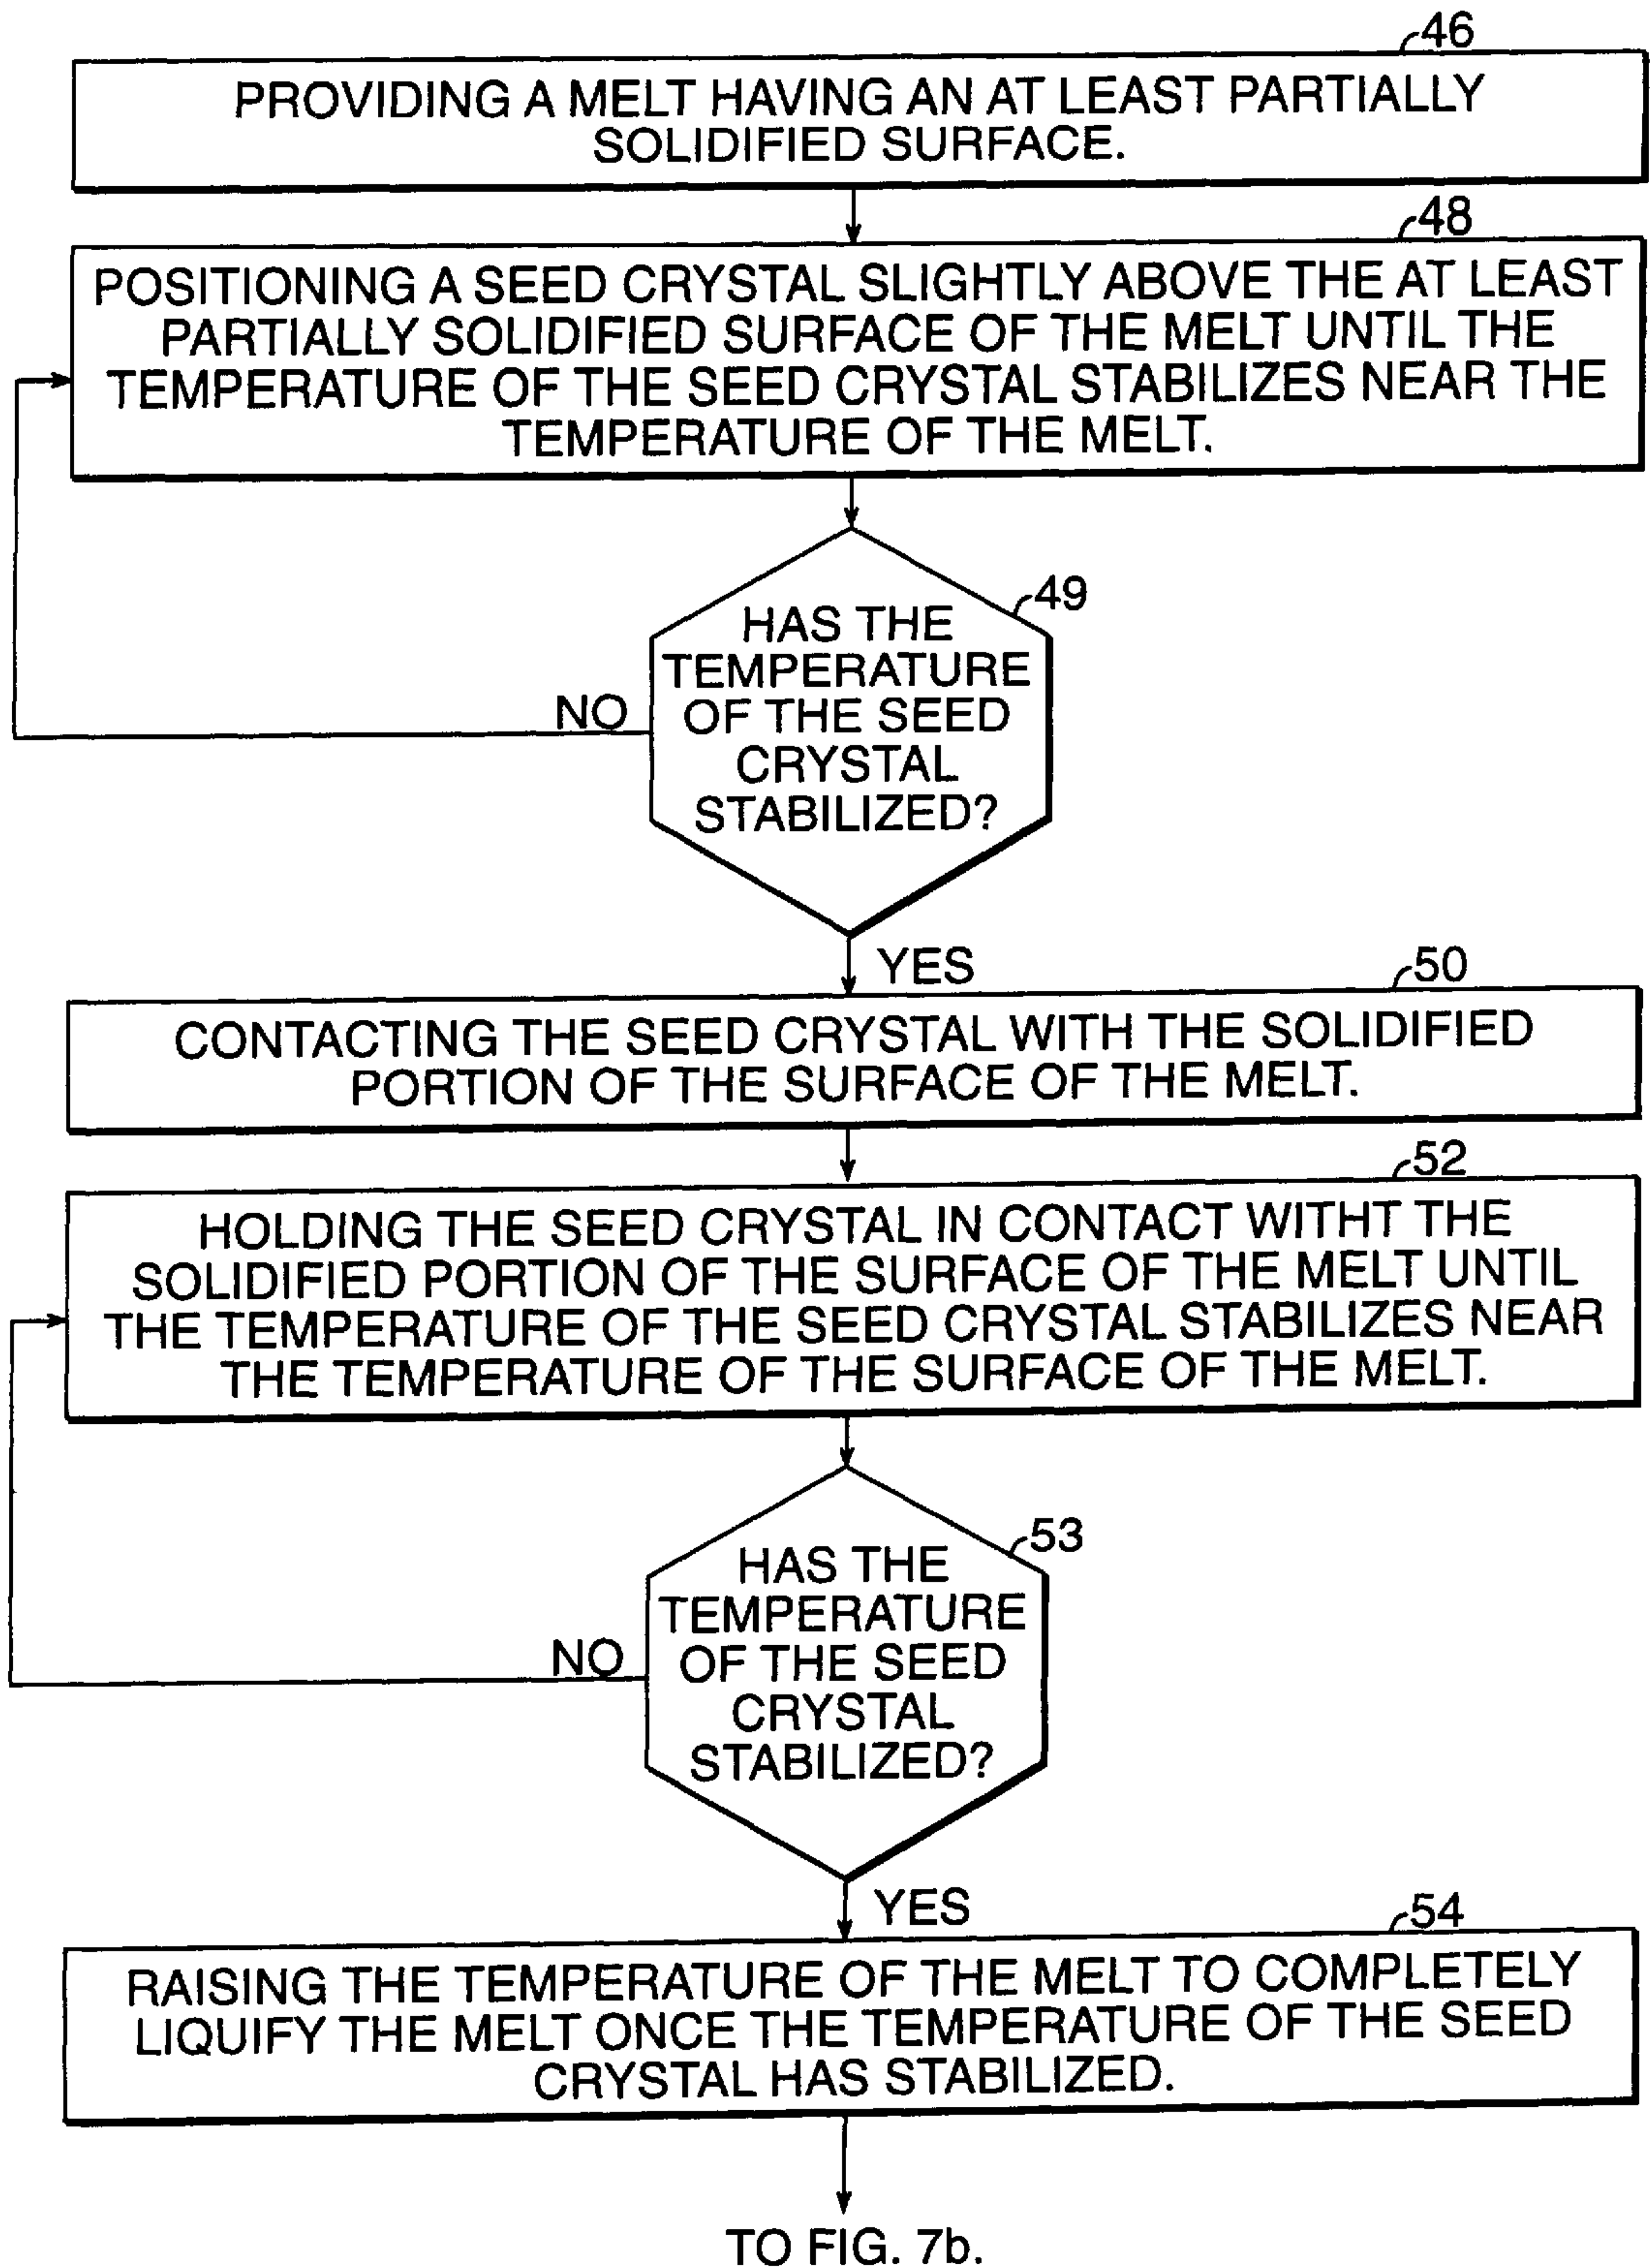 46
PROVIDING A MELT HAVING AN AT LEAST PARTIALLY
SOLIDIFIED SURFACE.
48
POSITIONING A SEED CRYSTAL SLIGHTLY ABOVE THE AT LEAST
PARTIALLY SOLIDIFIED SURFACE OF THE MELT UNTIL THE
TEMPERATURE OF THE SEED CRYSTAL STABILIZES NEAR THE
TEMPERATURE OF THE MELT.
49
HAS THE
TEMPERATURE
OF THE SEED
CRYSTAL
STABILIZED?
NO
YES
50
CONTACTING THE SEED CRYSTAL WITH THE SOLIDIFIED
PORTION OF THE SURFACE OF THE MELT.
52
HOLDING THE SEED CRYSTAL IN CONTACT WITHT THE
SOLIDIFIED PORTION OF THE SURFACE OF THE MELT UNTIL
THE TEMPERATURE OF THE SEED CRYSTAL STABILIZES NEAR
THE TEMPERATURE OF THE SURFACE OF THE MELT.
53
HAS THE
TEMPERATURE
OF THE SEED
CRYSTAL
STABILIZED?
NO
YES
54
RAISING THE TEMPERATURE OF THE MELT TO COMPLETELY
LIQUIFY THE MELT ONCE THE TEMPERATURE OF THE SEED
CRYSTAL HAS STABILIZED.
TO FIG. 7b.